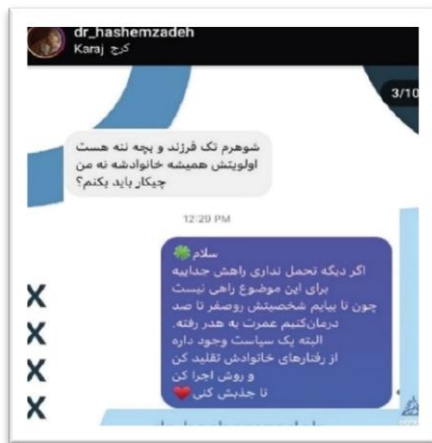 dr_hashemzadeh
Karaj کرج
3/10
شوهرم تک فرزند و بچه ننه هست
اولویتش همیشه خانوادشه نه من
چیکار باید بکنم؟
12:29 PM
سلام🍀
اگر دیگه تحمل نداری راهش جداییه
برای این موضوع راهی نیست
چون تا بیایم شخصیتش روصفر تا صد
درمان‌کنیم عمرت به هدر رفته.
البته یک سیاست وجود داره
از رفتارهای خانوادش تقلید کن
و روش اجرا کن
تا جذبش کنی❤️
X
X
X
X